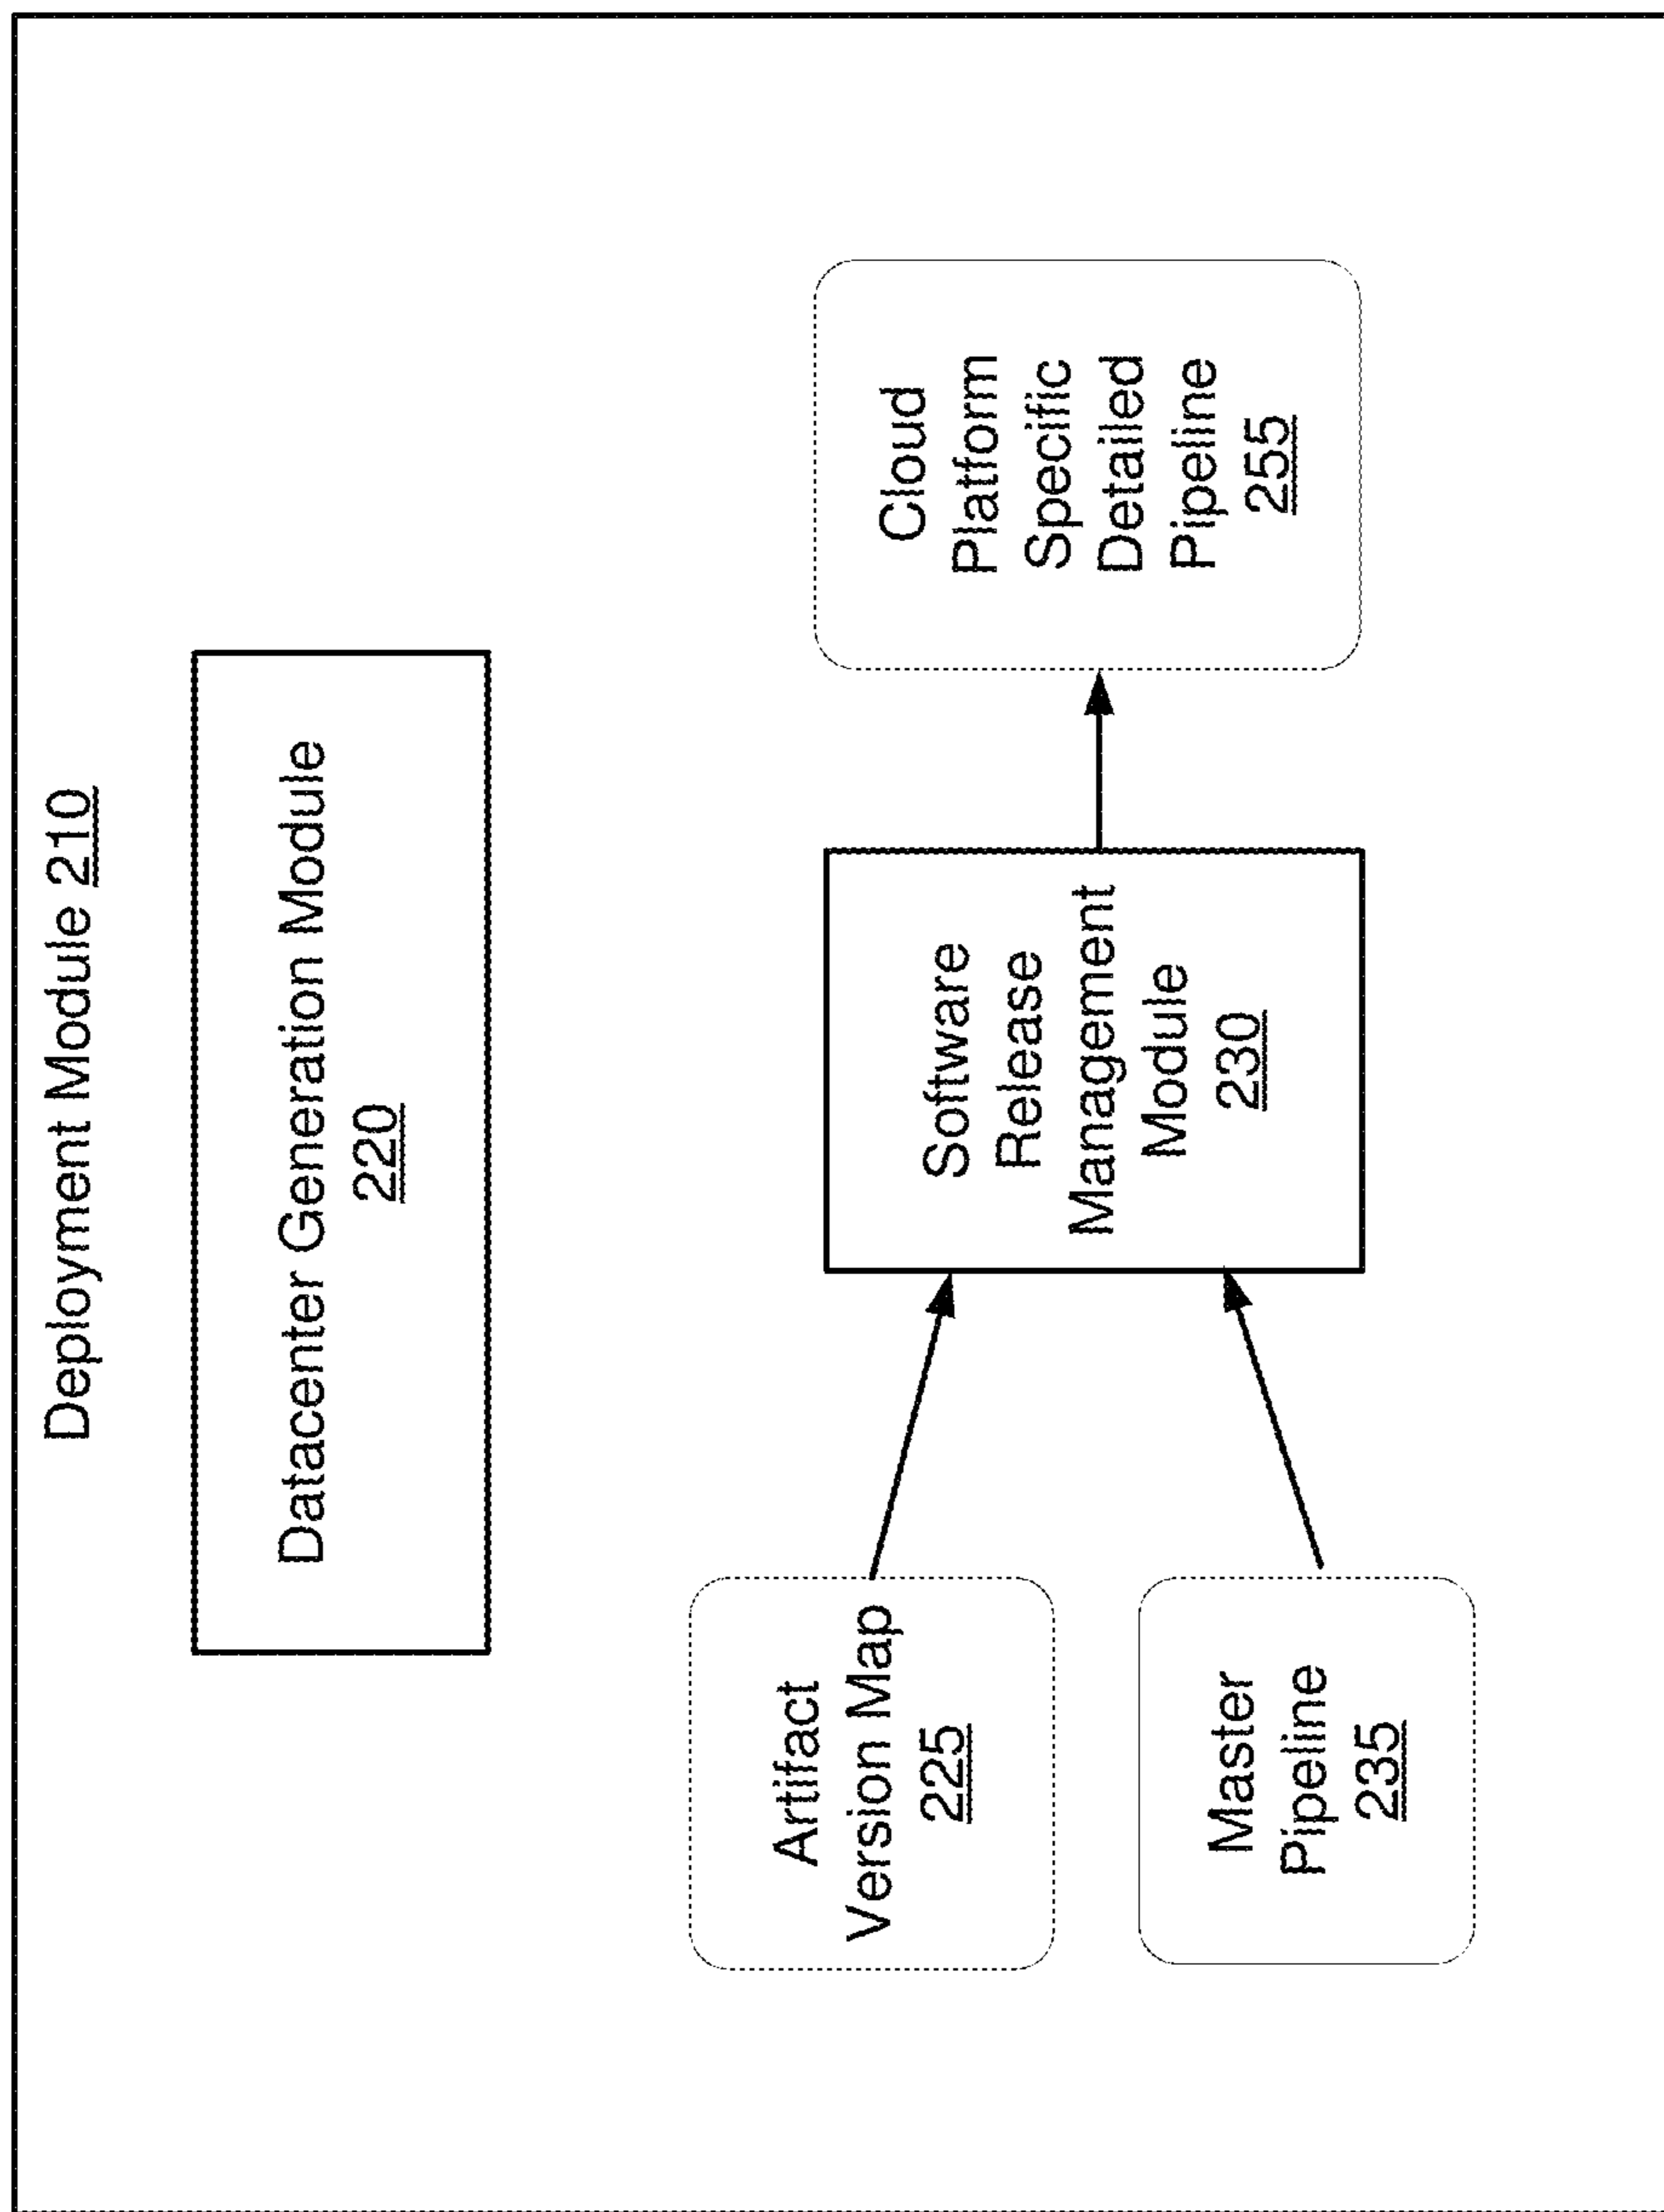 Deployment Module 210
Datacenter Generation Module
220
Artifact
Version Map
225
Master
Pipeline
235
Software
Release
Management
Module
230
Cloud
Platform
Specific
Detailed
Pipeline
255